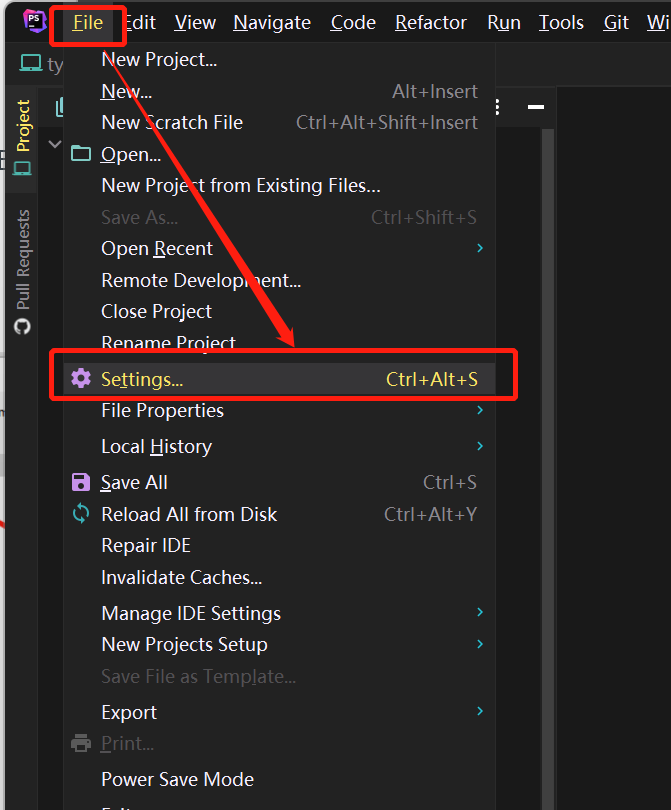 PS File Edit View Navigate Code Refactor Run Tools Git
ty
Project
Pull Requests
New Project...
New... Alt+Insert
New Scratch File Ctrl+Alt+Shift+Insert
Open...
New Project from Existing Files...
Save As... Ctrl+Shift+S
Open Recent
Remote Development...
Close Project
Rename Project
Settings... Ctrl+Alt+S
File Properties
Local History
Save All Ctrl+S
Reload All from Disk Ctrl+Alt+Y
Repair IDE
Invalidate Caches...
Manage IDE Settings
New Projects Setup
Save File as Template...
Export
Print...
Power Save Mode